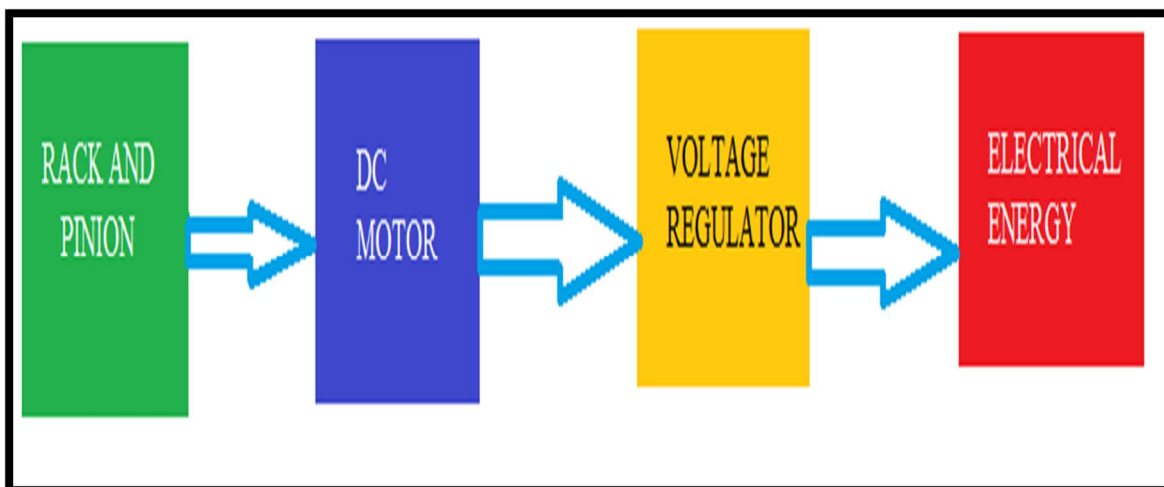 RACK AND
PINION
DC
MOTOR
VOLTAGE
REGULATOR
ELECTRICAL
ENERGY